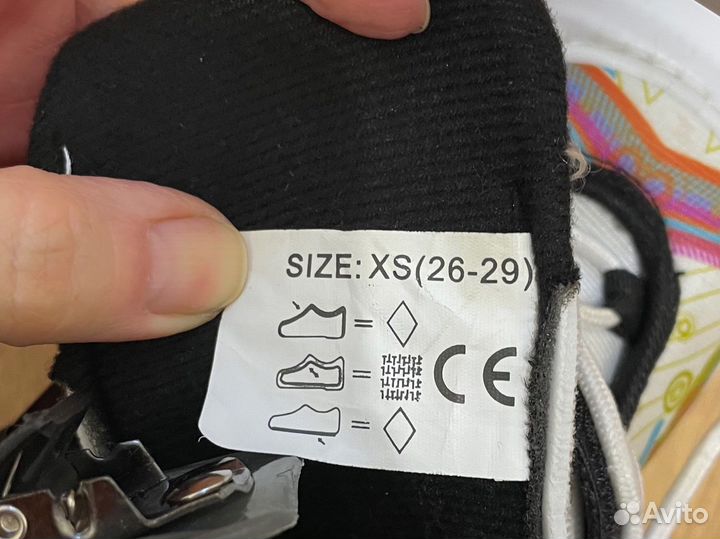 SIZE: XS(26-29)
=
=
CE
=
Avito